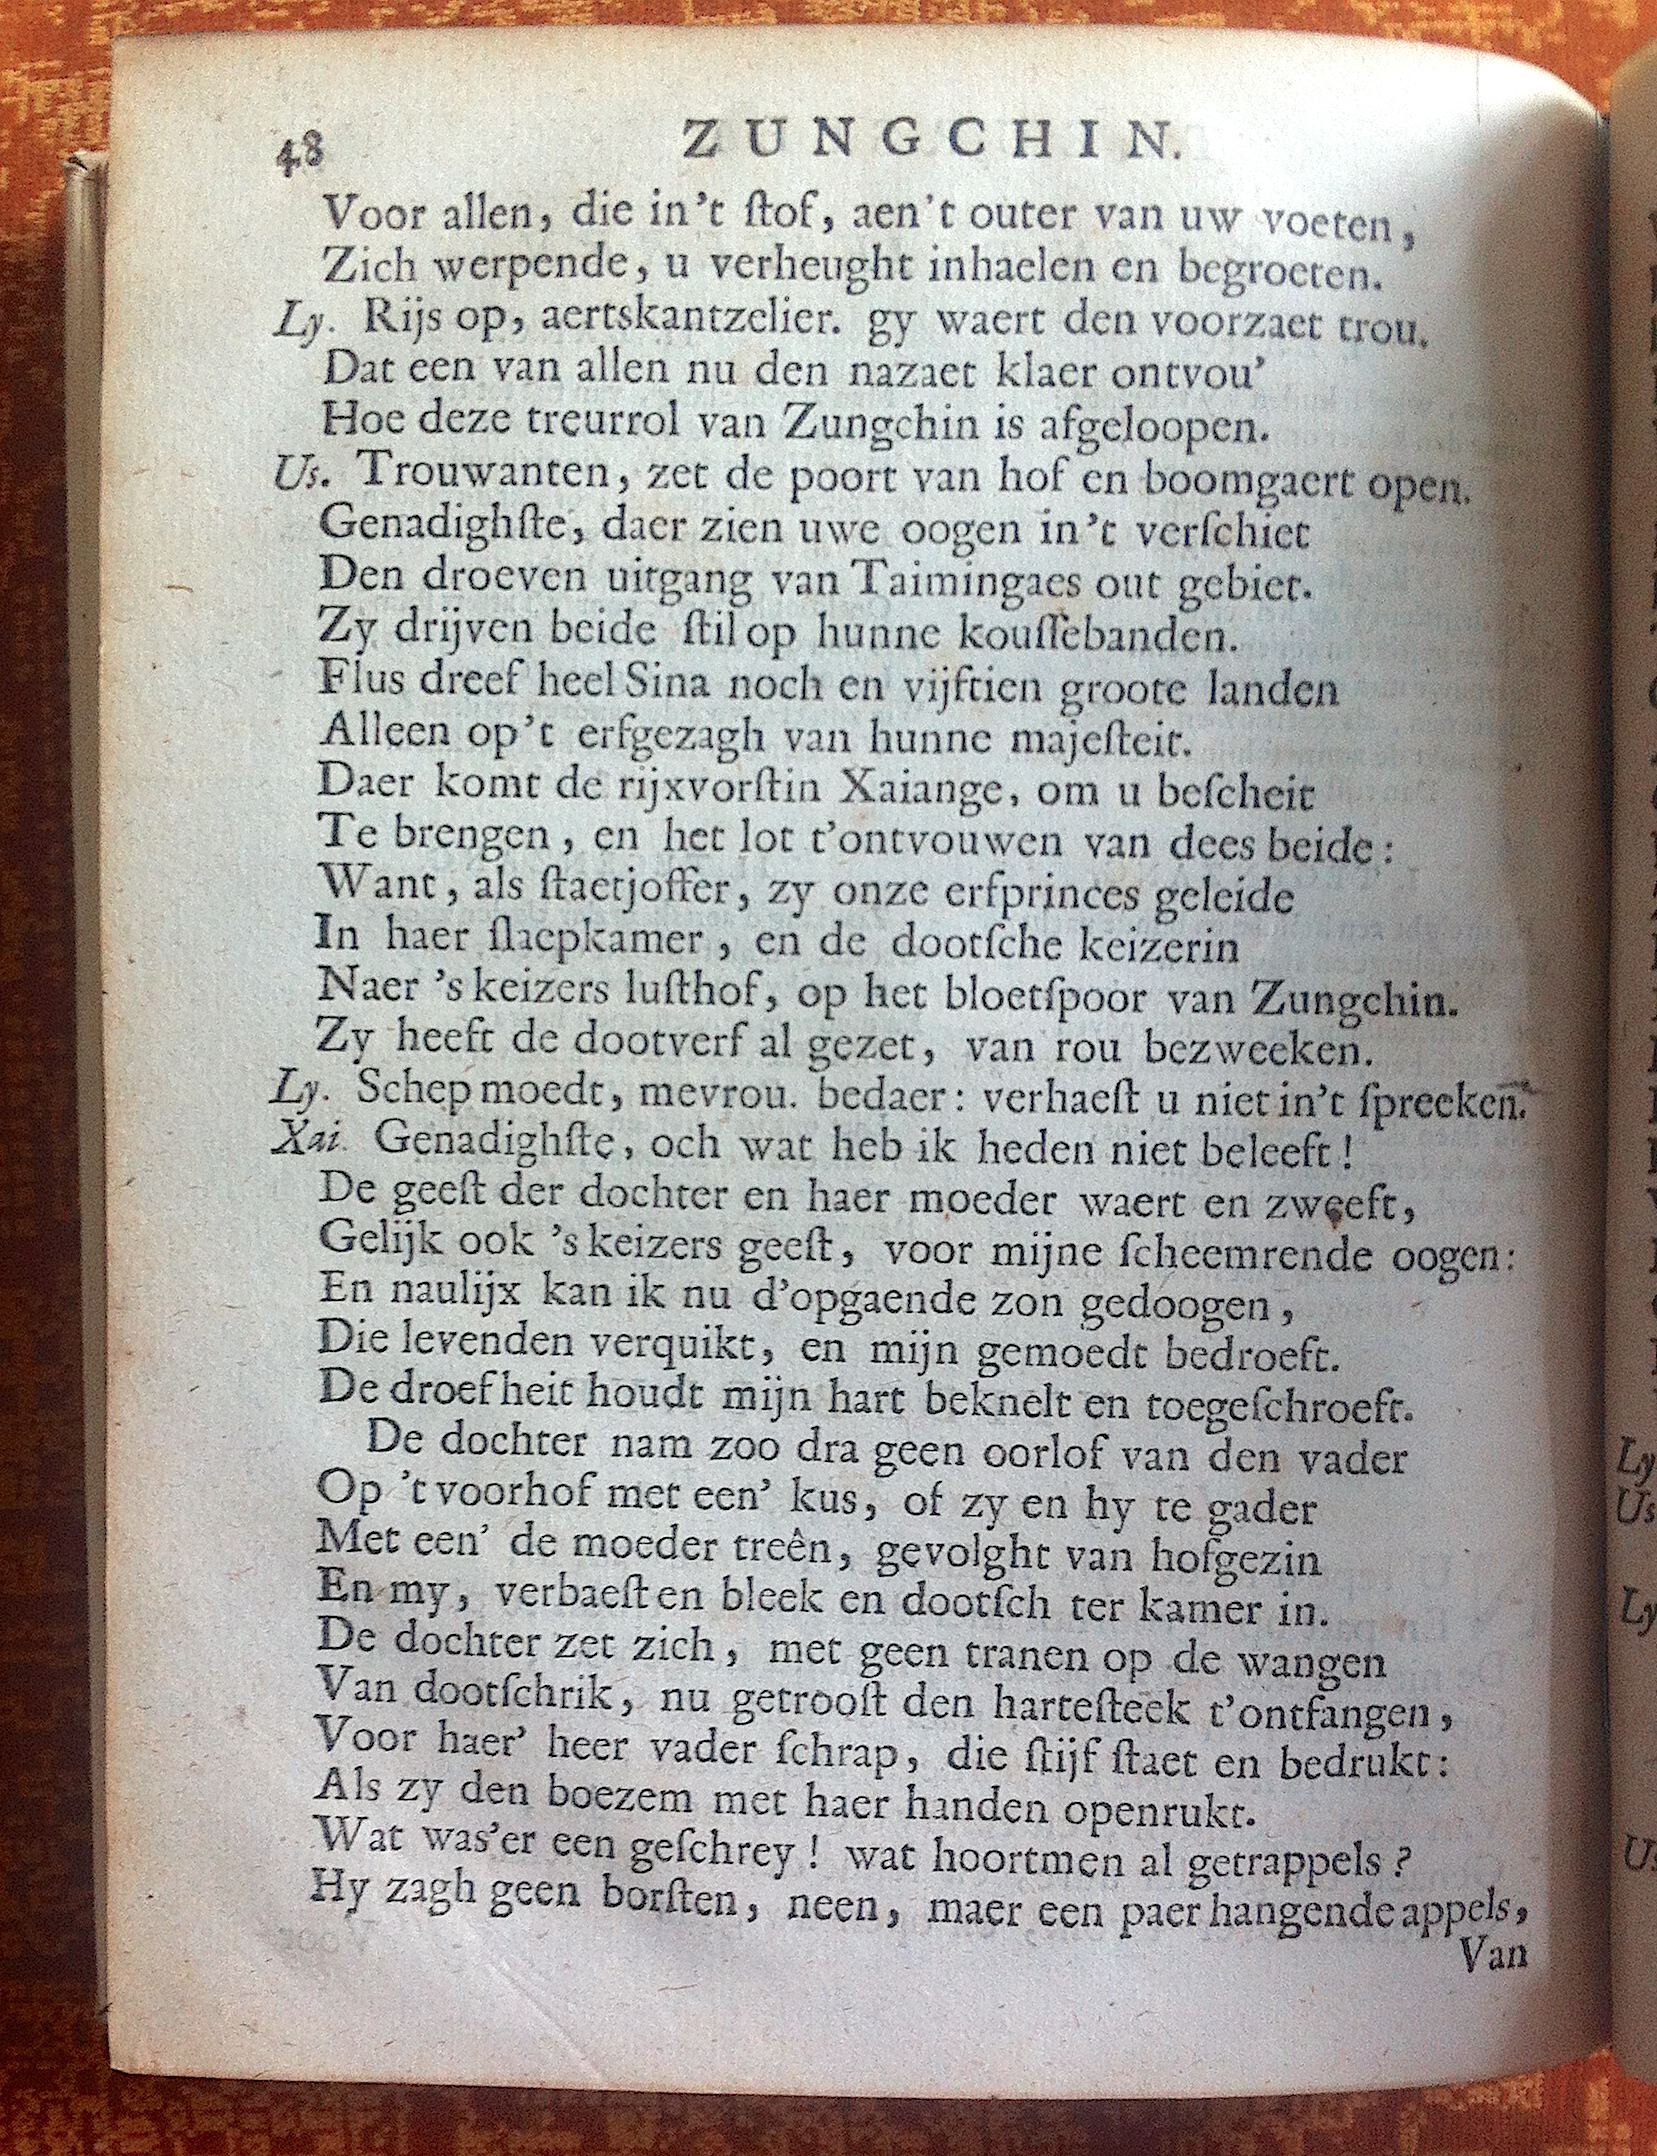 48 ZUNGCHIN.
Voor allen, die in't ſtof, aen't outer van uw voeten,
Zich werpende, u verheught inhaelen en begroeten.
Ly. Rijs op, aertskantzelier. gy waert den voorzaet trou.
Dat een van allen nu den nazaet klaer ontvou'
Hoe deze treurrol van Zungchin is afgeloopen.
Us. Trouwanten, zet de poort van hof en boomgaert open.
Genadighſte, daer zien uwe oogen in't verſchiet
Den droeven uitgang van Taimingaes out gebiet.
Zy drijven beide ſtil op hunne kouſſebanden.
Flus dreef heel Sina noch en vijftien groote landen
Alleen op't erfgezagh van hunne majeſteit.
Daer komt de rijxvorſtin Xaiange, om u beſcheit
Te brengen, en het lot t'ontvouwen van dees beide:
Want, als ſtaetjoffer, zy onze erfprinces geleide
In haer ſlaepkamer, en de dootſche keizerin
Naer 's keizers luſthof, op het bloetſpoor van Zungchin.
Zy heeft de dootverf al gezet, van rou bezweeken.
Ly. Schep moedt, mevrou. bedaer: verhaeſt u niet in't ſpreeken.
Xai. Genadighſte, och wat heb ik heden niet beleeft!
De geeſt der dochter en haer moeder waert en zweeft,
Gelijk ook 's keizers geeſt, voor mijne ſcheemrende oogen:
En naulijx kan ik nu d'opgaende zon gedoogen,
Die levenden verquikt, en mijn gemoedt bedroeft.
De droefheit houdt mijn hart beknelt en toegeſchroeft.
De dochter nam zoo dra geen oorlof van den vader
Op 't voorhof met een' kus, of zy en hy te gader
Met een' de moeder treên, gevolght van hofgezin
En my, verbaeſt en bleek en dootſch ter kamer in.
De dochter zet zich, met geen tranen op de wangen
Van dootſchrik, nu getrooſt den harteſteek t'ontfangen,
Voor haer' heer vader ſchrap, die ſtijf ſtaet en bedrukt:
Als zy den boezem met haer handen openrukt.
Wat was'er een geſchrey! wat hoortmen al getrappels?
Hy zagh geen borſten, neen, maer een paer hangende appels,
Van
Ly
Us
Ly
Us